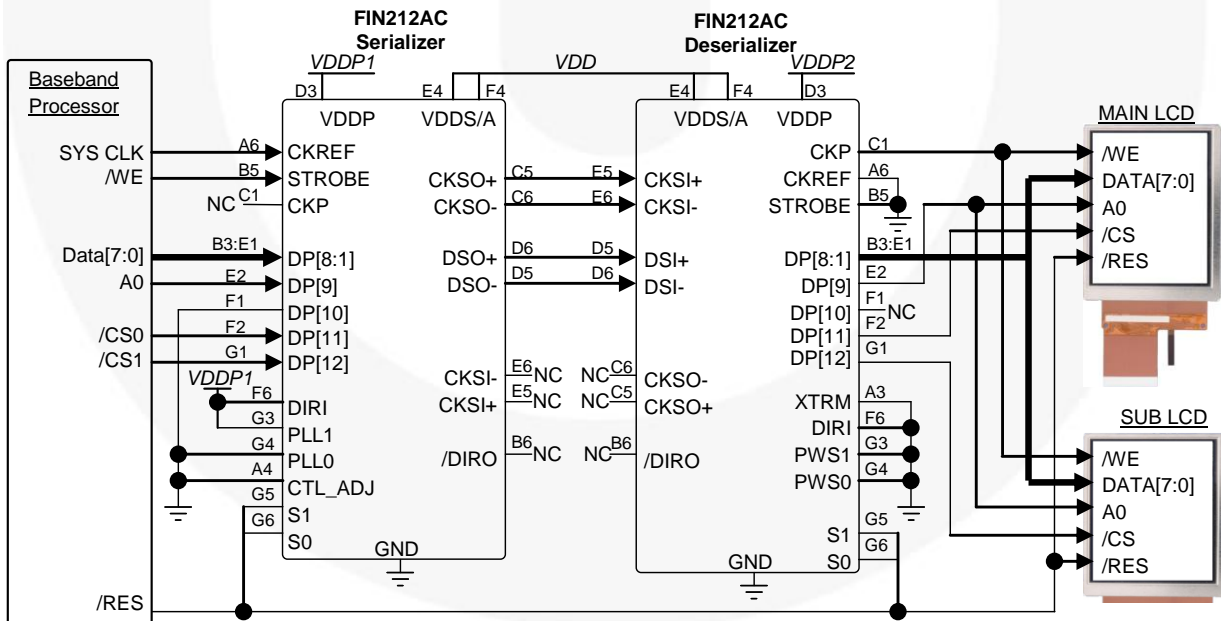 FIN212AC
Serializer
FIN212AC
Deserializer
Baseband
Processor
SYS CLK
/WE
Data[7:0]
A0
/CS0
/CS1
/RES
VDDP1
D3
E4
F4
VDD
A6
B5
NC C1
B3:E1
E2
F1
F2
G1
VDDP1
F6
G3
G4
A4
G5
G6
VDDP
VDDS/A
CKREF
STROBE
CKP
DP[8:1]
DP[9]
DP[10]
DP[11]
DP[12]
DIRI
PLL1
PLL0
CTL_ADJ
S1
S0
GND
CKSO+
CKSO-
DSO+
DSO-
CKSI-
CKSI+
/DIRO
C5 E5
C6 E6
D6 D5
D5 D6
E6 NC NC C6
E5 NC NC C5
B6 NC NC B6
E4
F4
VDDP2
D3
VDDS/A
VDDP
CKSI+
CKSI-
DSI+
DSI-
CKSO-
CKSO+
/DIRO
CKP
CKREF
STROBE
DP[8:1]
DP[9]
DP[10]
DP[11]
DP[12]
XTRM
DIRI
PWS1
PWS0
S1
S0
GND
C1
A6
B5
B3:E1
E2
F1 NC
F2
G1
A3
F6
G3
G4
G5
G6
MAIN LCD
/WE
DATA[7:0]
A0
/CS
/RES
SUB LCD
/WE
DATA[7:0]
A0
/CS
/RES